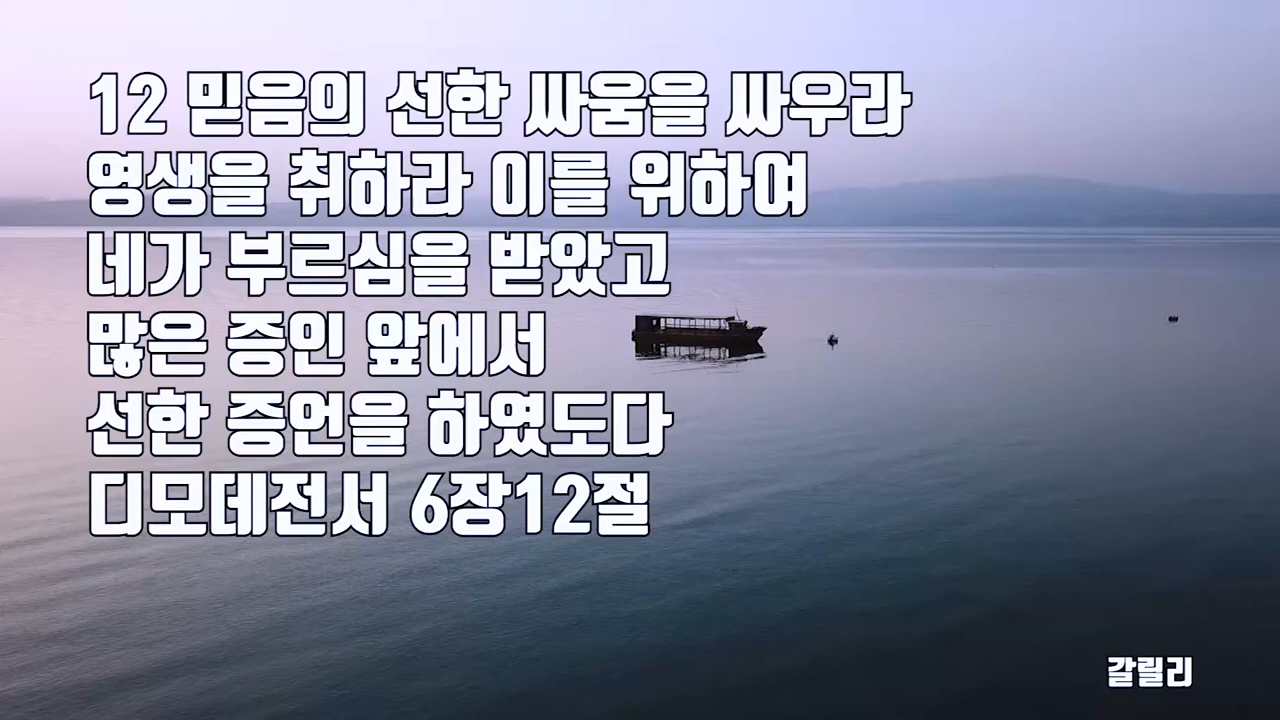 12 믿음의 선한 싸움을 싸우라
영생을 취하라 이를 위하여
네가 부르심을 받았고
많은 증인 앞에서
선한 증언을 하였도다
디모데전서 6장12절
갈릴리